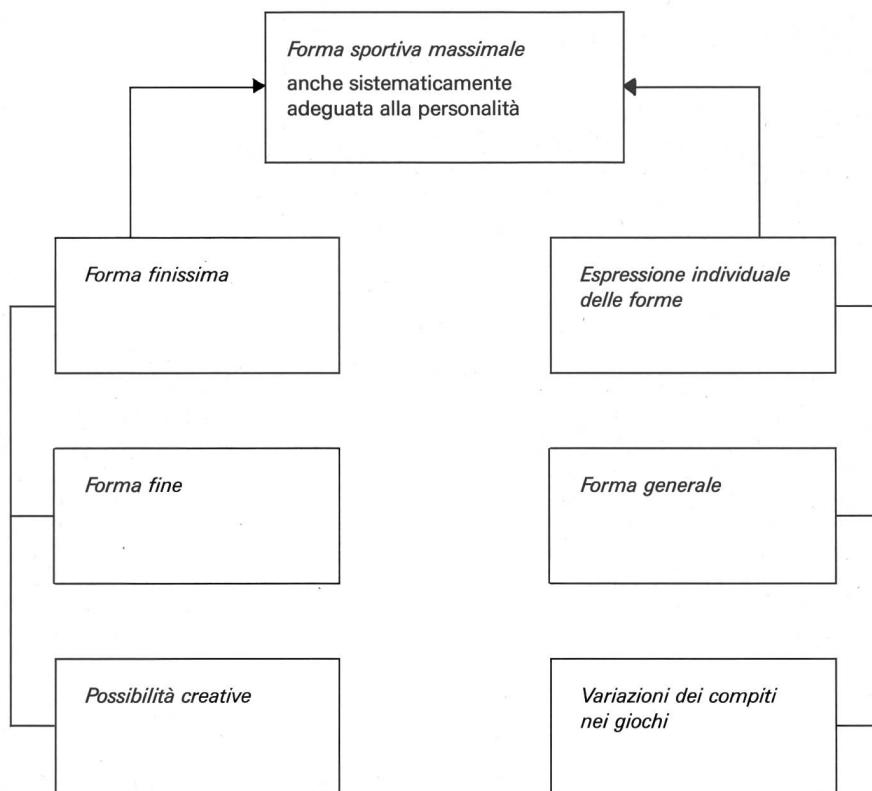 Forma sportiva massimale
anche sistematicamente
adeguata alla personalità
Forma finissima
Espressione individuale
delle forme
Forma fine
Forma generale
Possibilità creative
Variazioni dei compiti
nei giochi